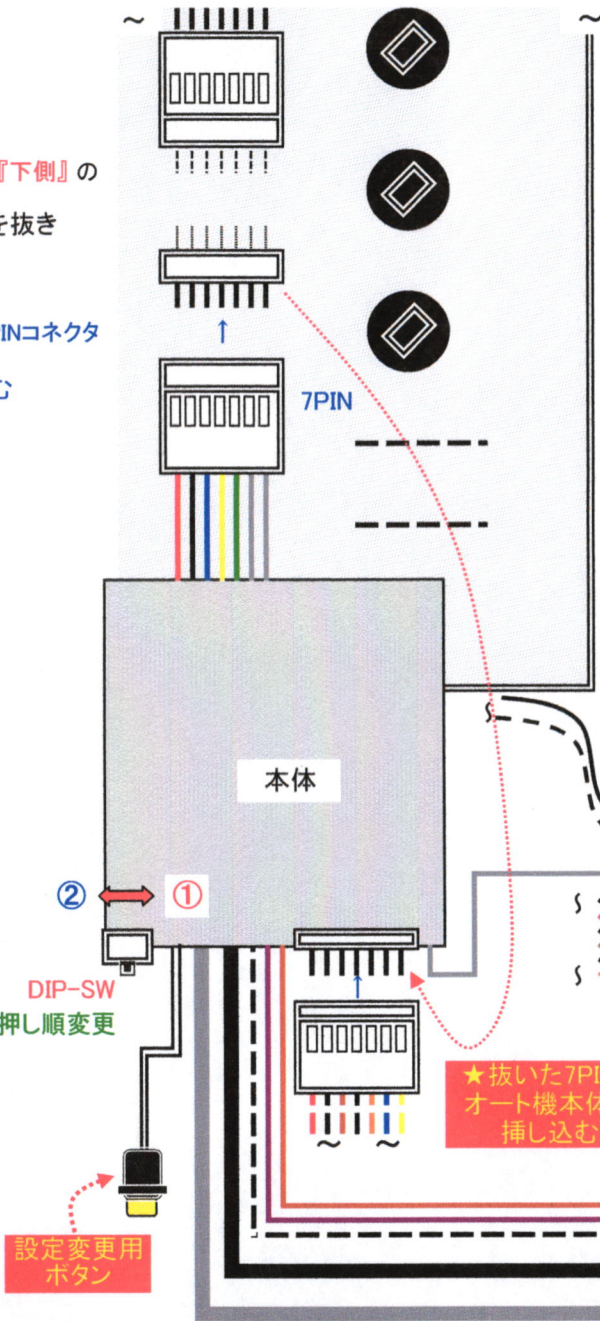 『下側』の
を抜き
INコネクタ
む
↑
7PIN
本体
② ①
DIP-SW
押し順変更
↑
★抜いた7PI
オート機本体
挿し込む
設定変更用
ボタン